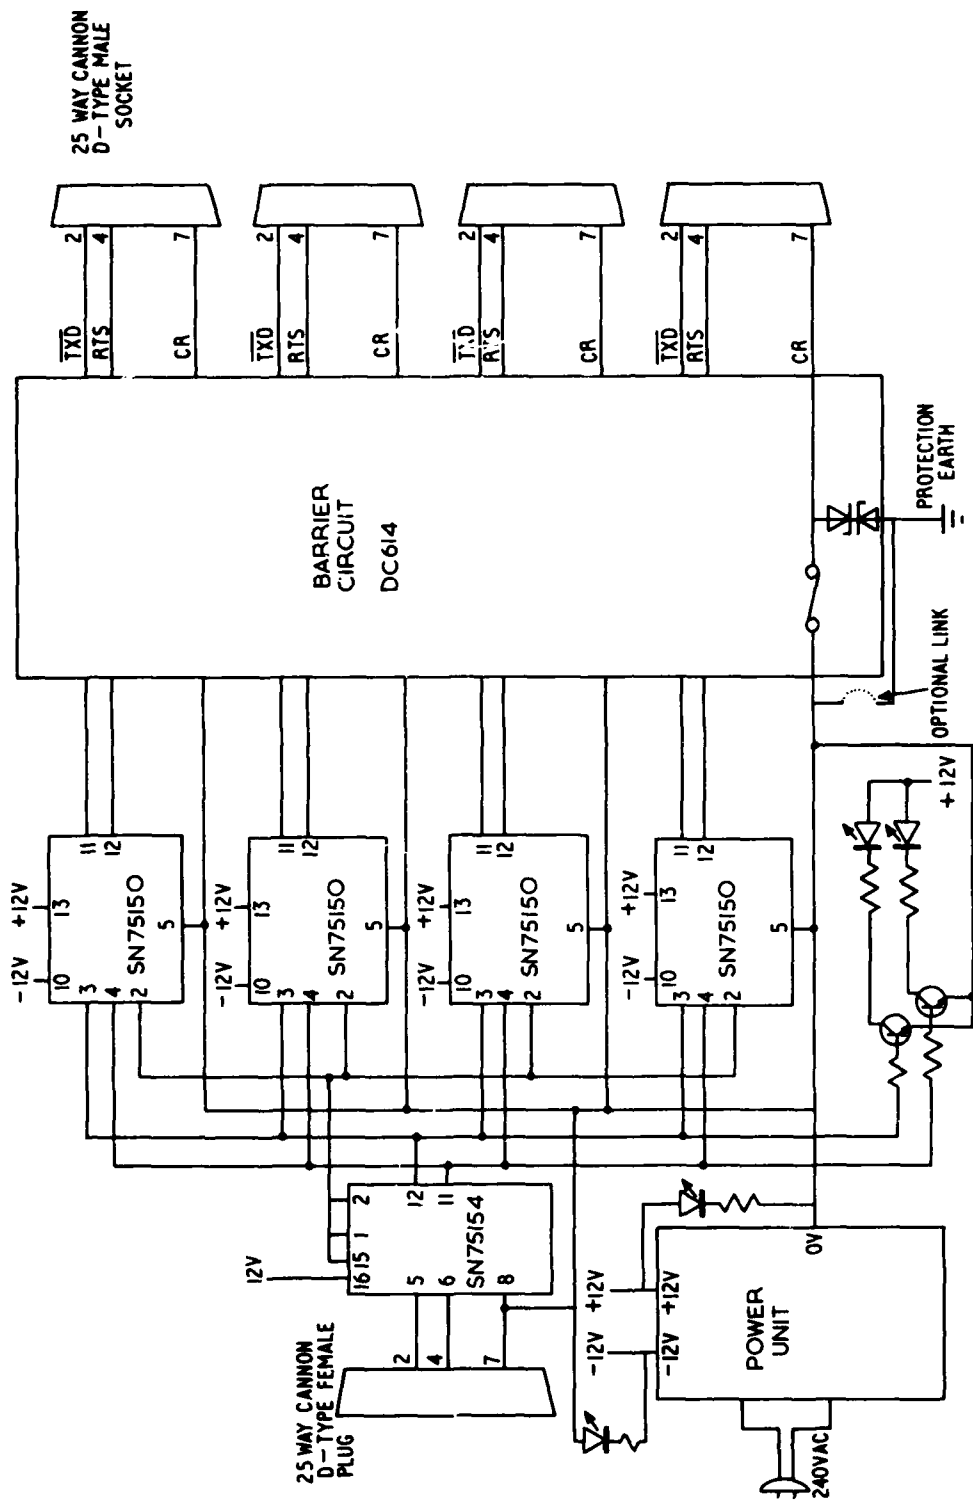 25 WAY CANNON
D-TYPE MALE
SOCKET
2
4
7
2
4
7
2
4
7
2
4
7
TXD
RTS
CR
TXD
RTS
CR
TXD
RTS
CR
TXD
RTS
CR
BARRIER
CIRCUIT
DC614
PROTECTION
EARTH
OPTIONAL LINK
+12V
-12V
11
12
13
10
5
3
4
2
SN75150
+12V
-12V
11
12
13
10
5
3
4
2
SN75150
+12V
-12V
11
12
13
10
5
3
4
2
SN75150
+12V
-12V
11
12
13
10
5
3
4
2
SN75150
+12V
12V
16
15
1
2
12
11
5
6
8
SN75154
25 WAY CANNON
D-TYPE FEMALE
PLUG
2
4
7
-12V
+12V
-12V
+12V
0V
POWER
UNIT
240VAC